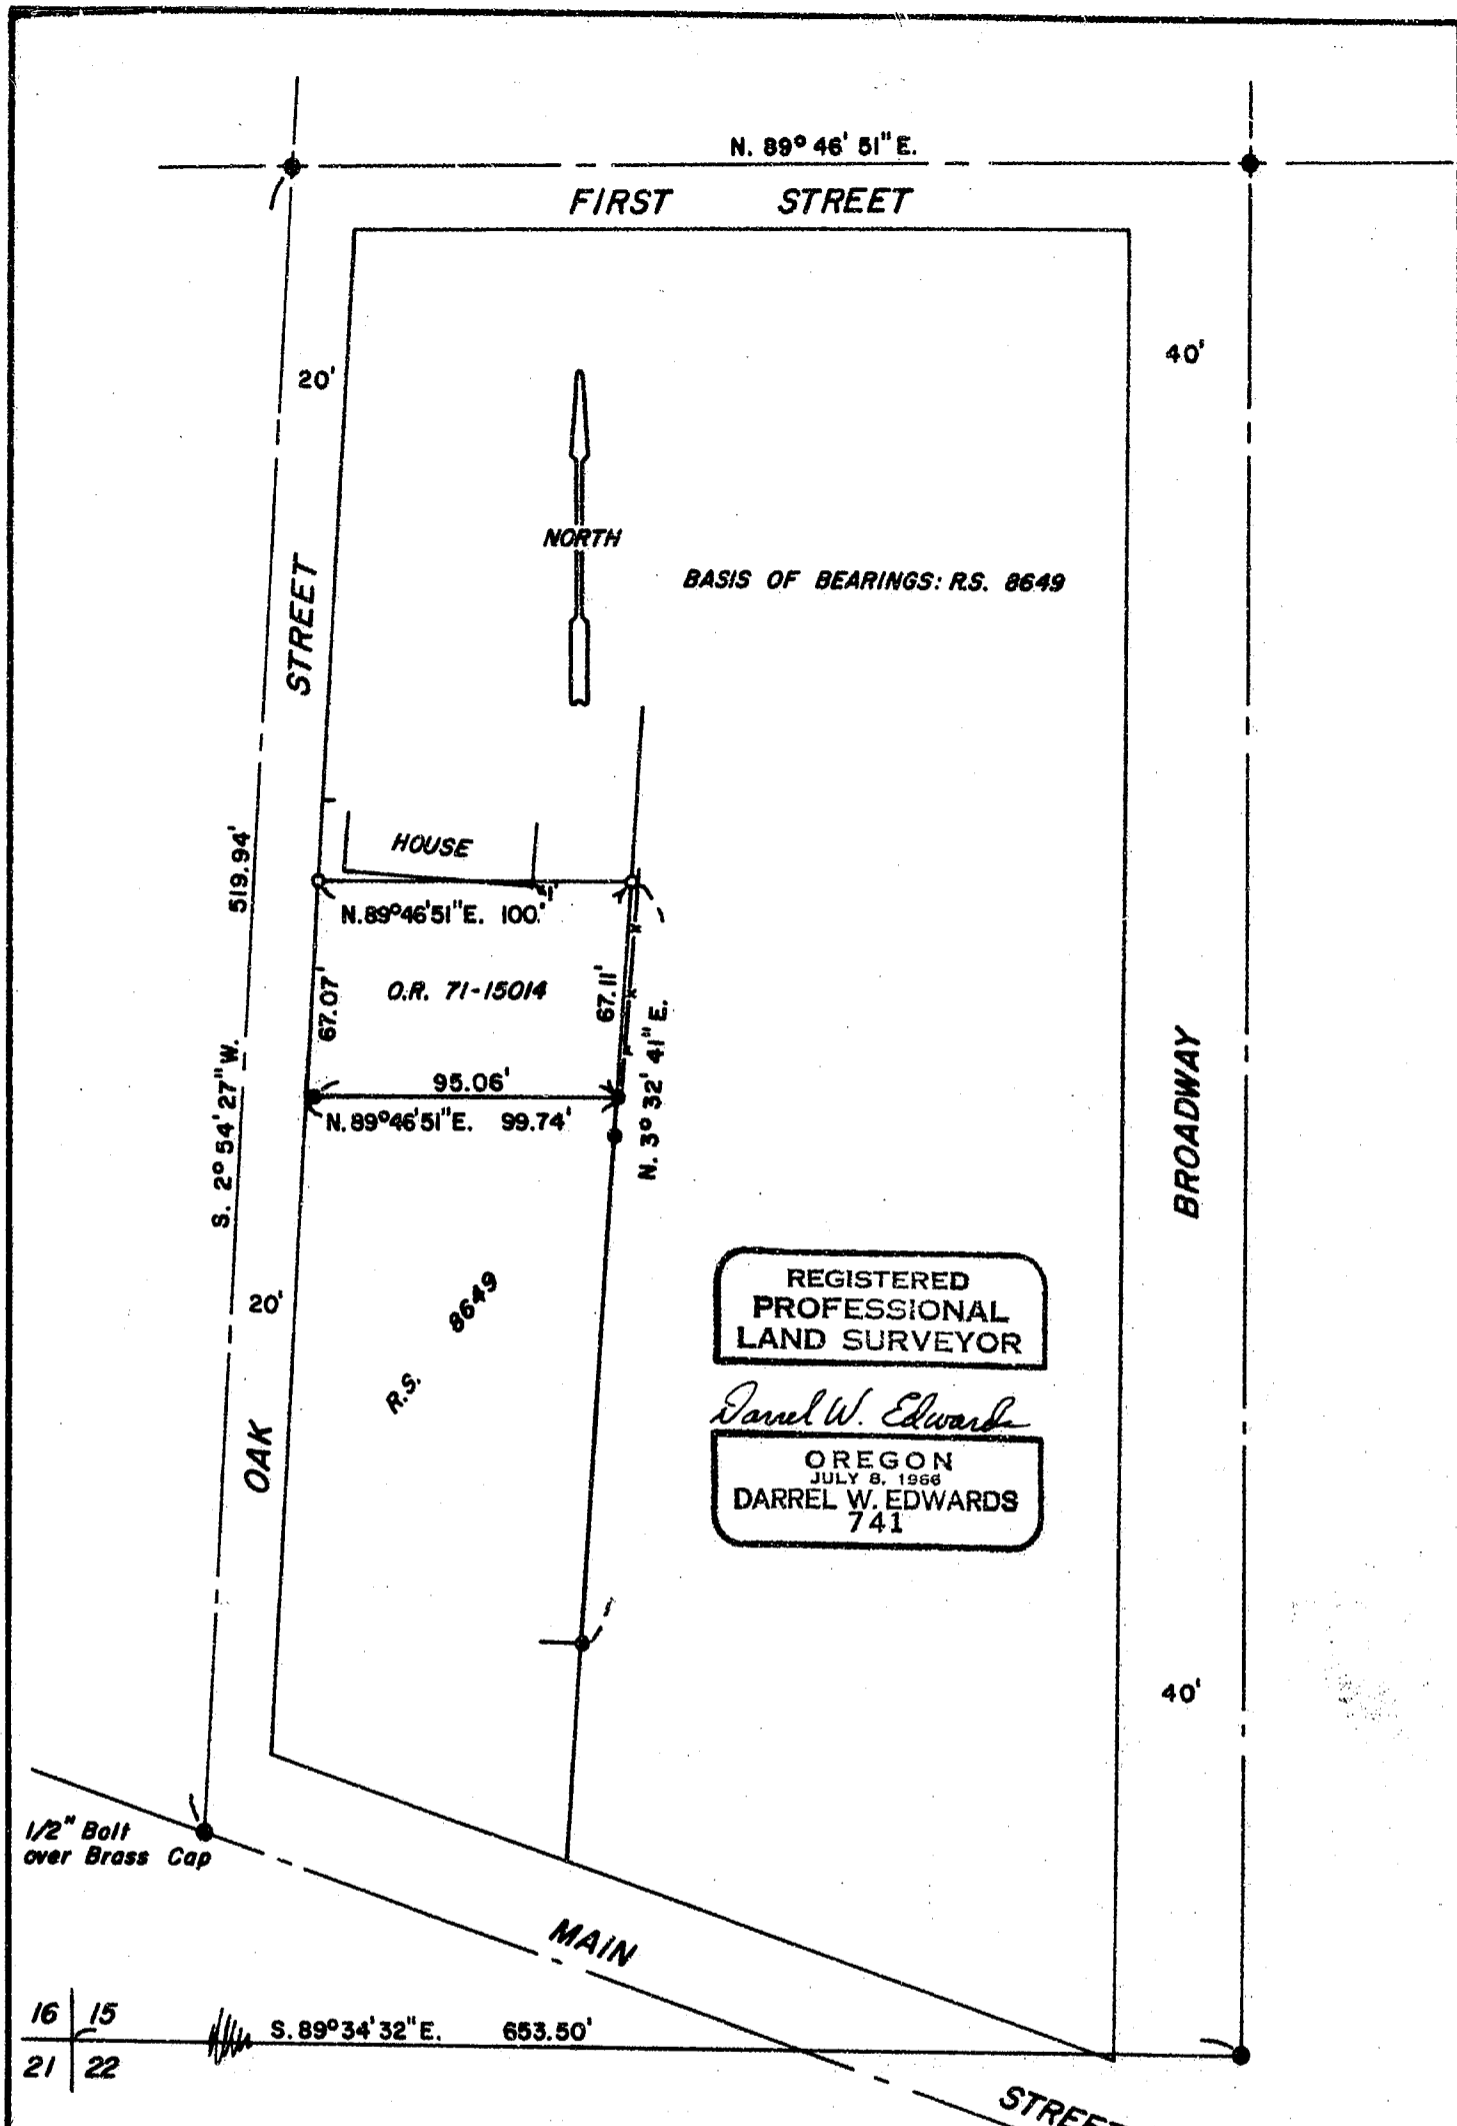 N. 89° 46' 51" E.
FIRST STREET
20'
40'
NORTH
BASIS OF BEARINGS: R.S. 8649
STREET
519.94'
HOUSE
1'
N.89°46'51"E. 100.'
67.07'
O.R. 71-15014
67.11'
N. 3° 32' 41" E.
S. 2° 54' 27" W.
95.06'
N.89°46'51"E. 99.74'
BROADWAY
20'
R.S. 8649
OAK
REGISTERED
PROFESSIONAL
LAND SURVEYOR
Darrel W. Edwards
OREGON
JULY 8, 1966
DARREL W. EDWARDS
741
40'
1/2" Bolt
over Brass Cap
MAIN
16 15
S. 89°34'32" E. 653.50'
21 22
STREET